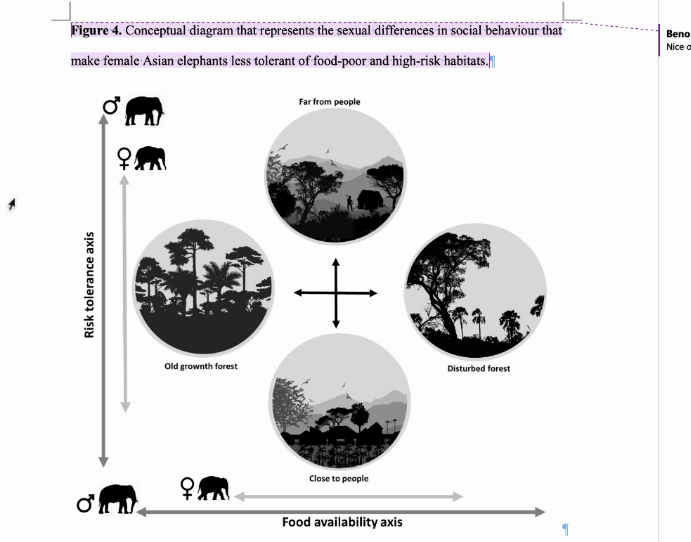 Figure 4. Conceptual diagram that represents the sexual differences in social behaviour that
make female Asian elephants less tolerant of food-poor and high-risk habitats.¶
Beno
Nice o
Far from people
♂
♀
Risk tolerance axis
Old grownth forest
Disturbed forest
Close to people
♂
♀
Food availability axis
¶